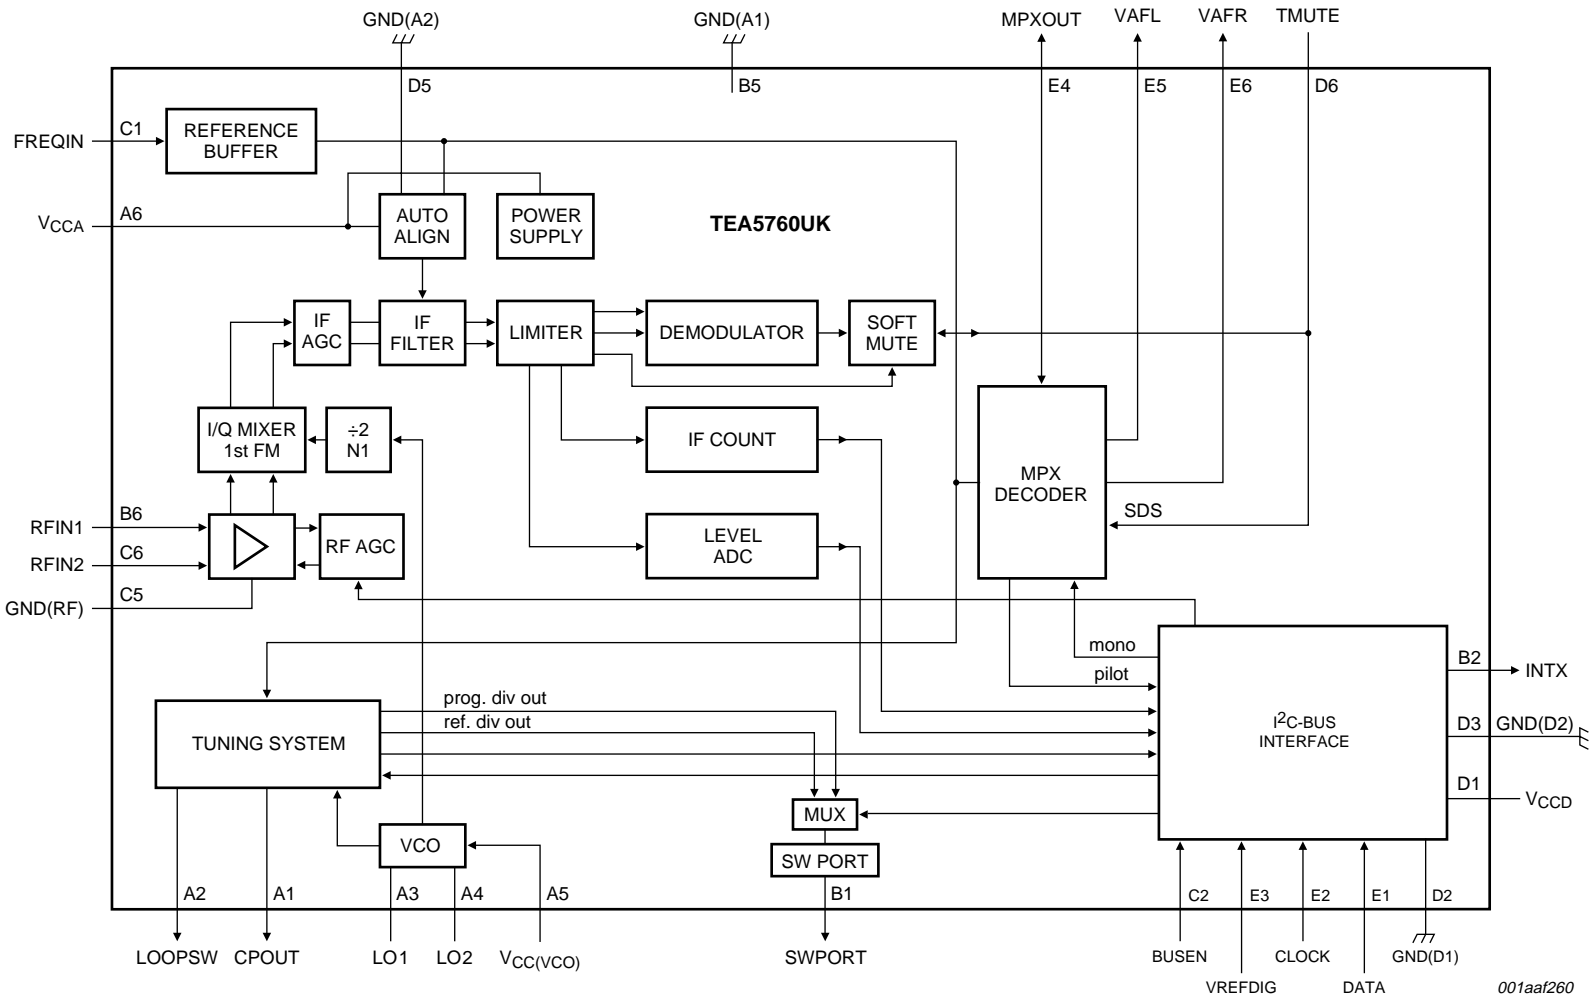 GND(A2)
GND(A1)
MPXOUT
VAFL
VAFR
TMUTE
D5
B5
E4
E5
E6
D6
FREQIN
C1
REFERENCE
BUFFER
VCCA
A6
AUTO
ALIGN
POWER
SUPPLY
TEA5760UK
IF
AGC
IF
FILTER
LIMITER
DEMODULATOR
SOFT
MUTE
I/Q MIXER
1st FM
÷2
N1
IF COUNT
MPX
DECODER
SDS
RFIN1
B6
RFIN2
C6
RF AGC
LEVEL
ADC
GND(RF)
C5
mono
pilot
B2
INTX
prog. div out
ref. div out
TUNING SYSTEM
I2C-BUS
INTERFACE
D3
GND(D2)
D1
VCCD
MUX
VCO
SW PORT
A2
A1
A3
A4
A5
B1
C2
E3
E2
E1
D2
LOOPSW
CPOUT
LO1
LO2
VCC(VCO)
SWPORT
BUSEN
VREFDIG
CLOCK
DATA
GND(D1)
001aaf260